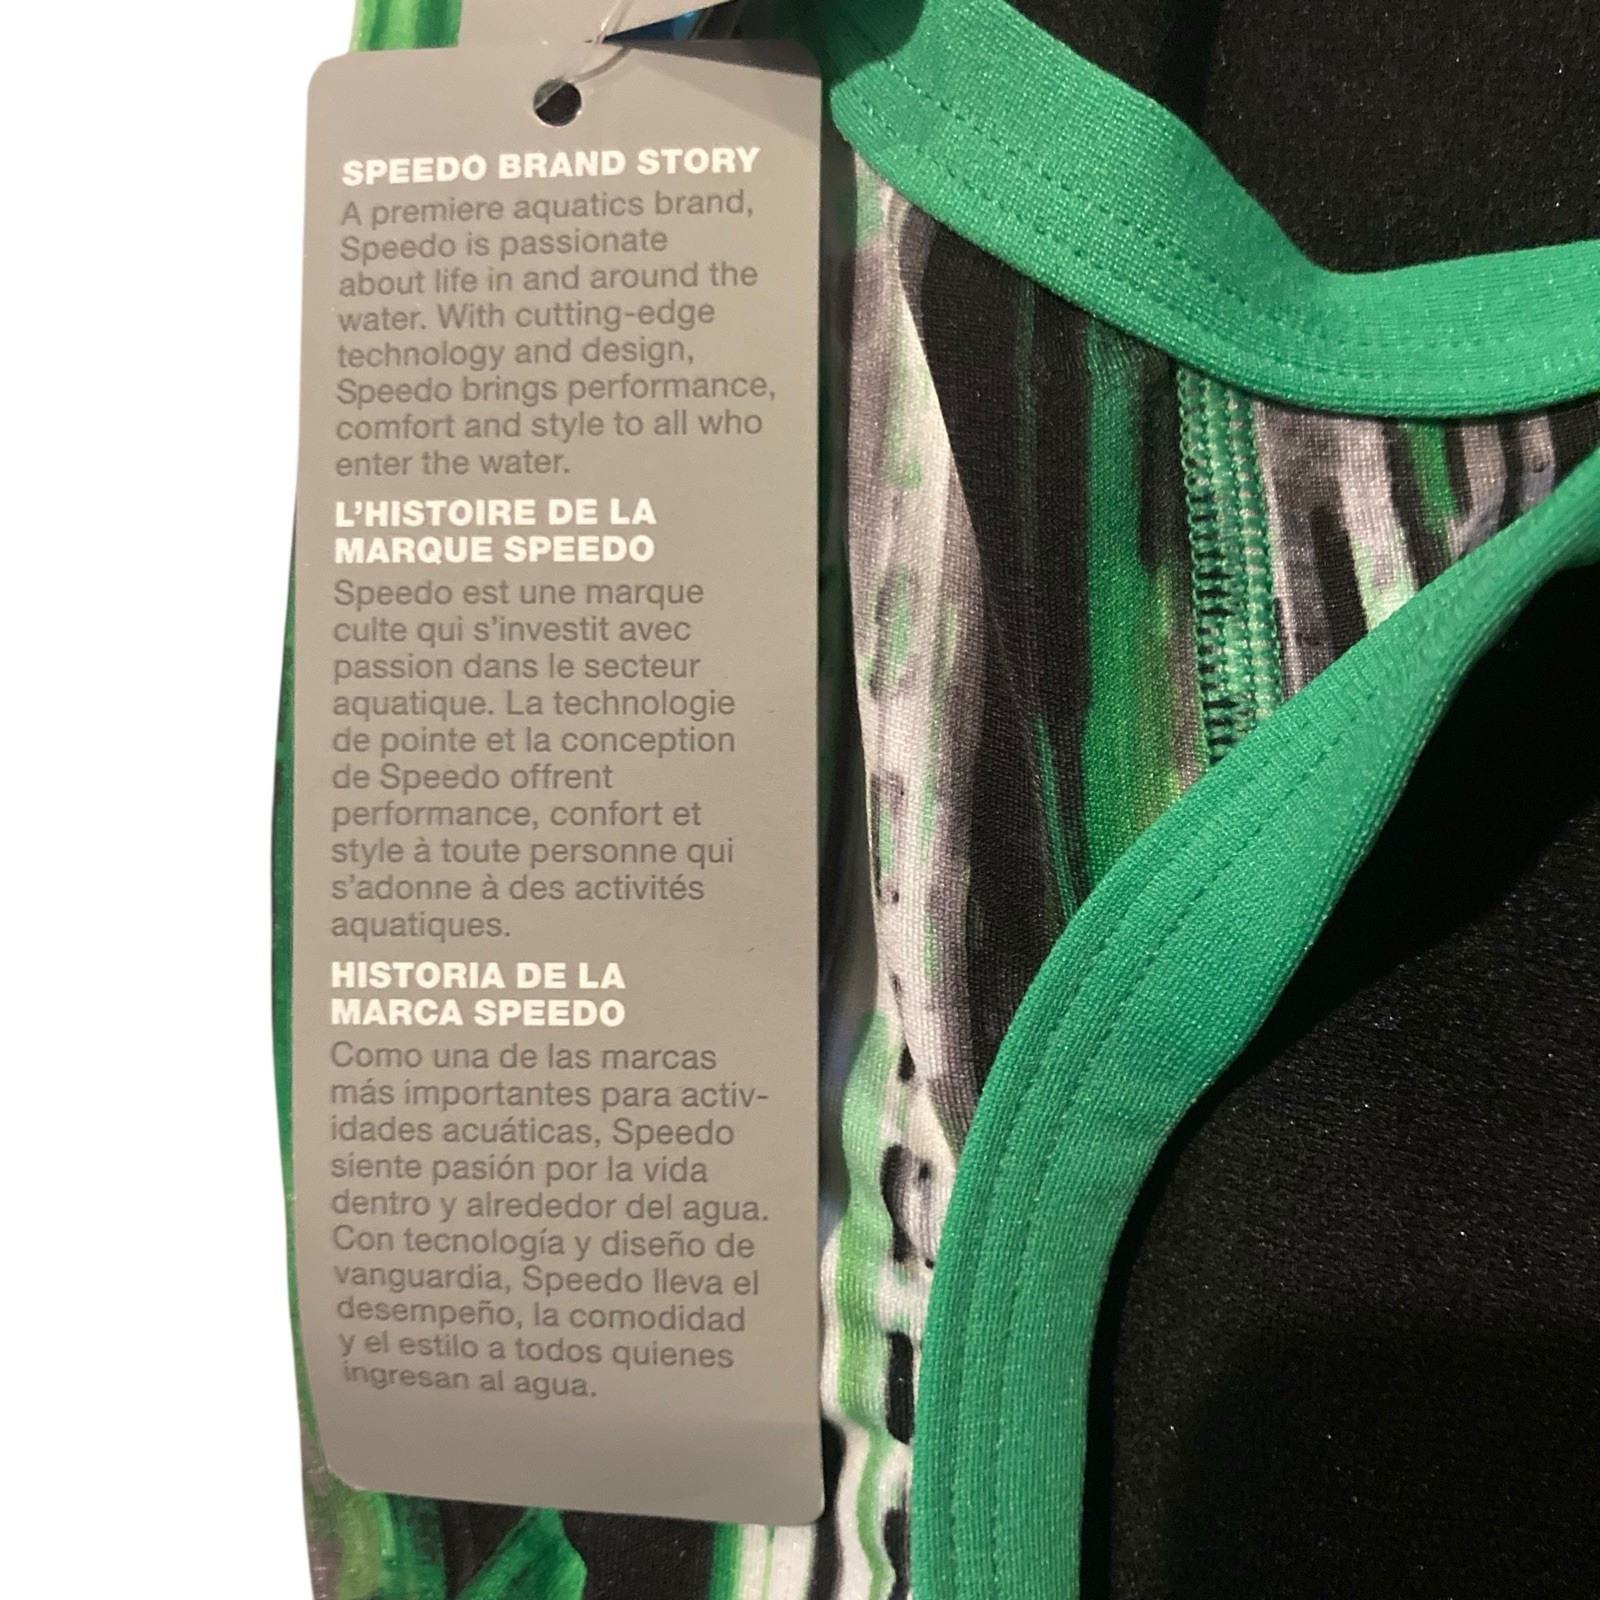 SPEEDO BRAND STORY
A premiere aquatics brand,
Speedo is passionate
about life in and around the
water. With cutting-edge
technology and design,
Speedo brings performance,
comfort and style to all who
enter the water.
L'HISTOIRE DE LA
MARQUE SPEEDO
Speedo est une marque
culte qui s'investit avec
passion dans le secteur
aquatique. La technologie
de pointe et la conception
de Speedo offrent
performance, confort et
style à toute personne qui
s'adonne à des activités
aquatiques.
HISTORIA DE LA
MARCA SPEEDO
Como una de las marcas
más importantes para activ-
idades acuáticas, Speedo
siente pasión por la vida
dentro y alrededor del agua.
Con tecnología y diseño de
vanguardia, Speedo lleva el
desempeño, la comodidad
y el estilo a todos quienes
ingresan al agua.